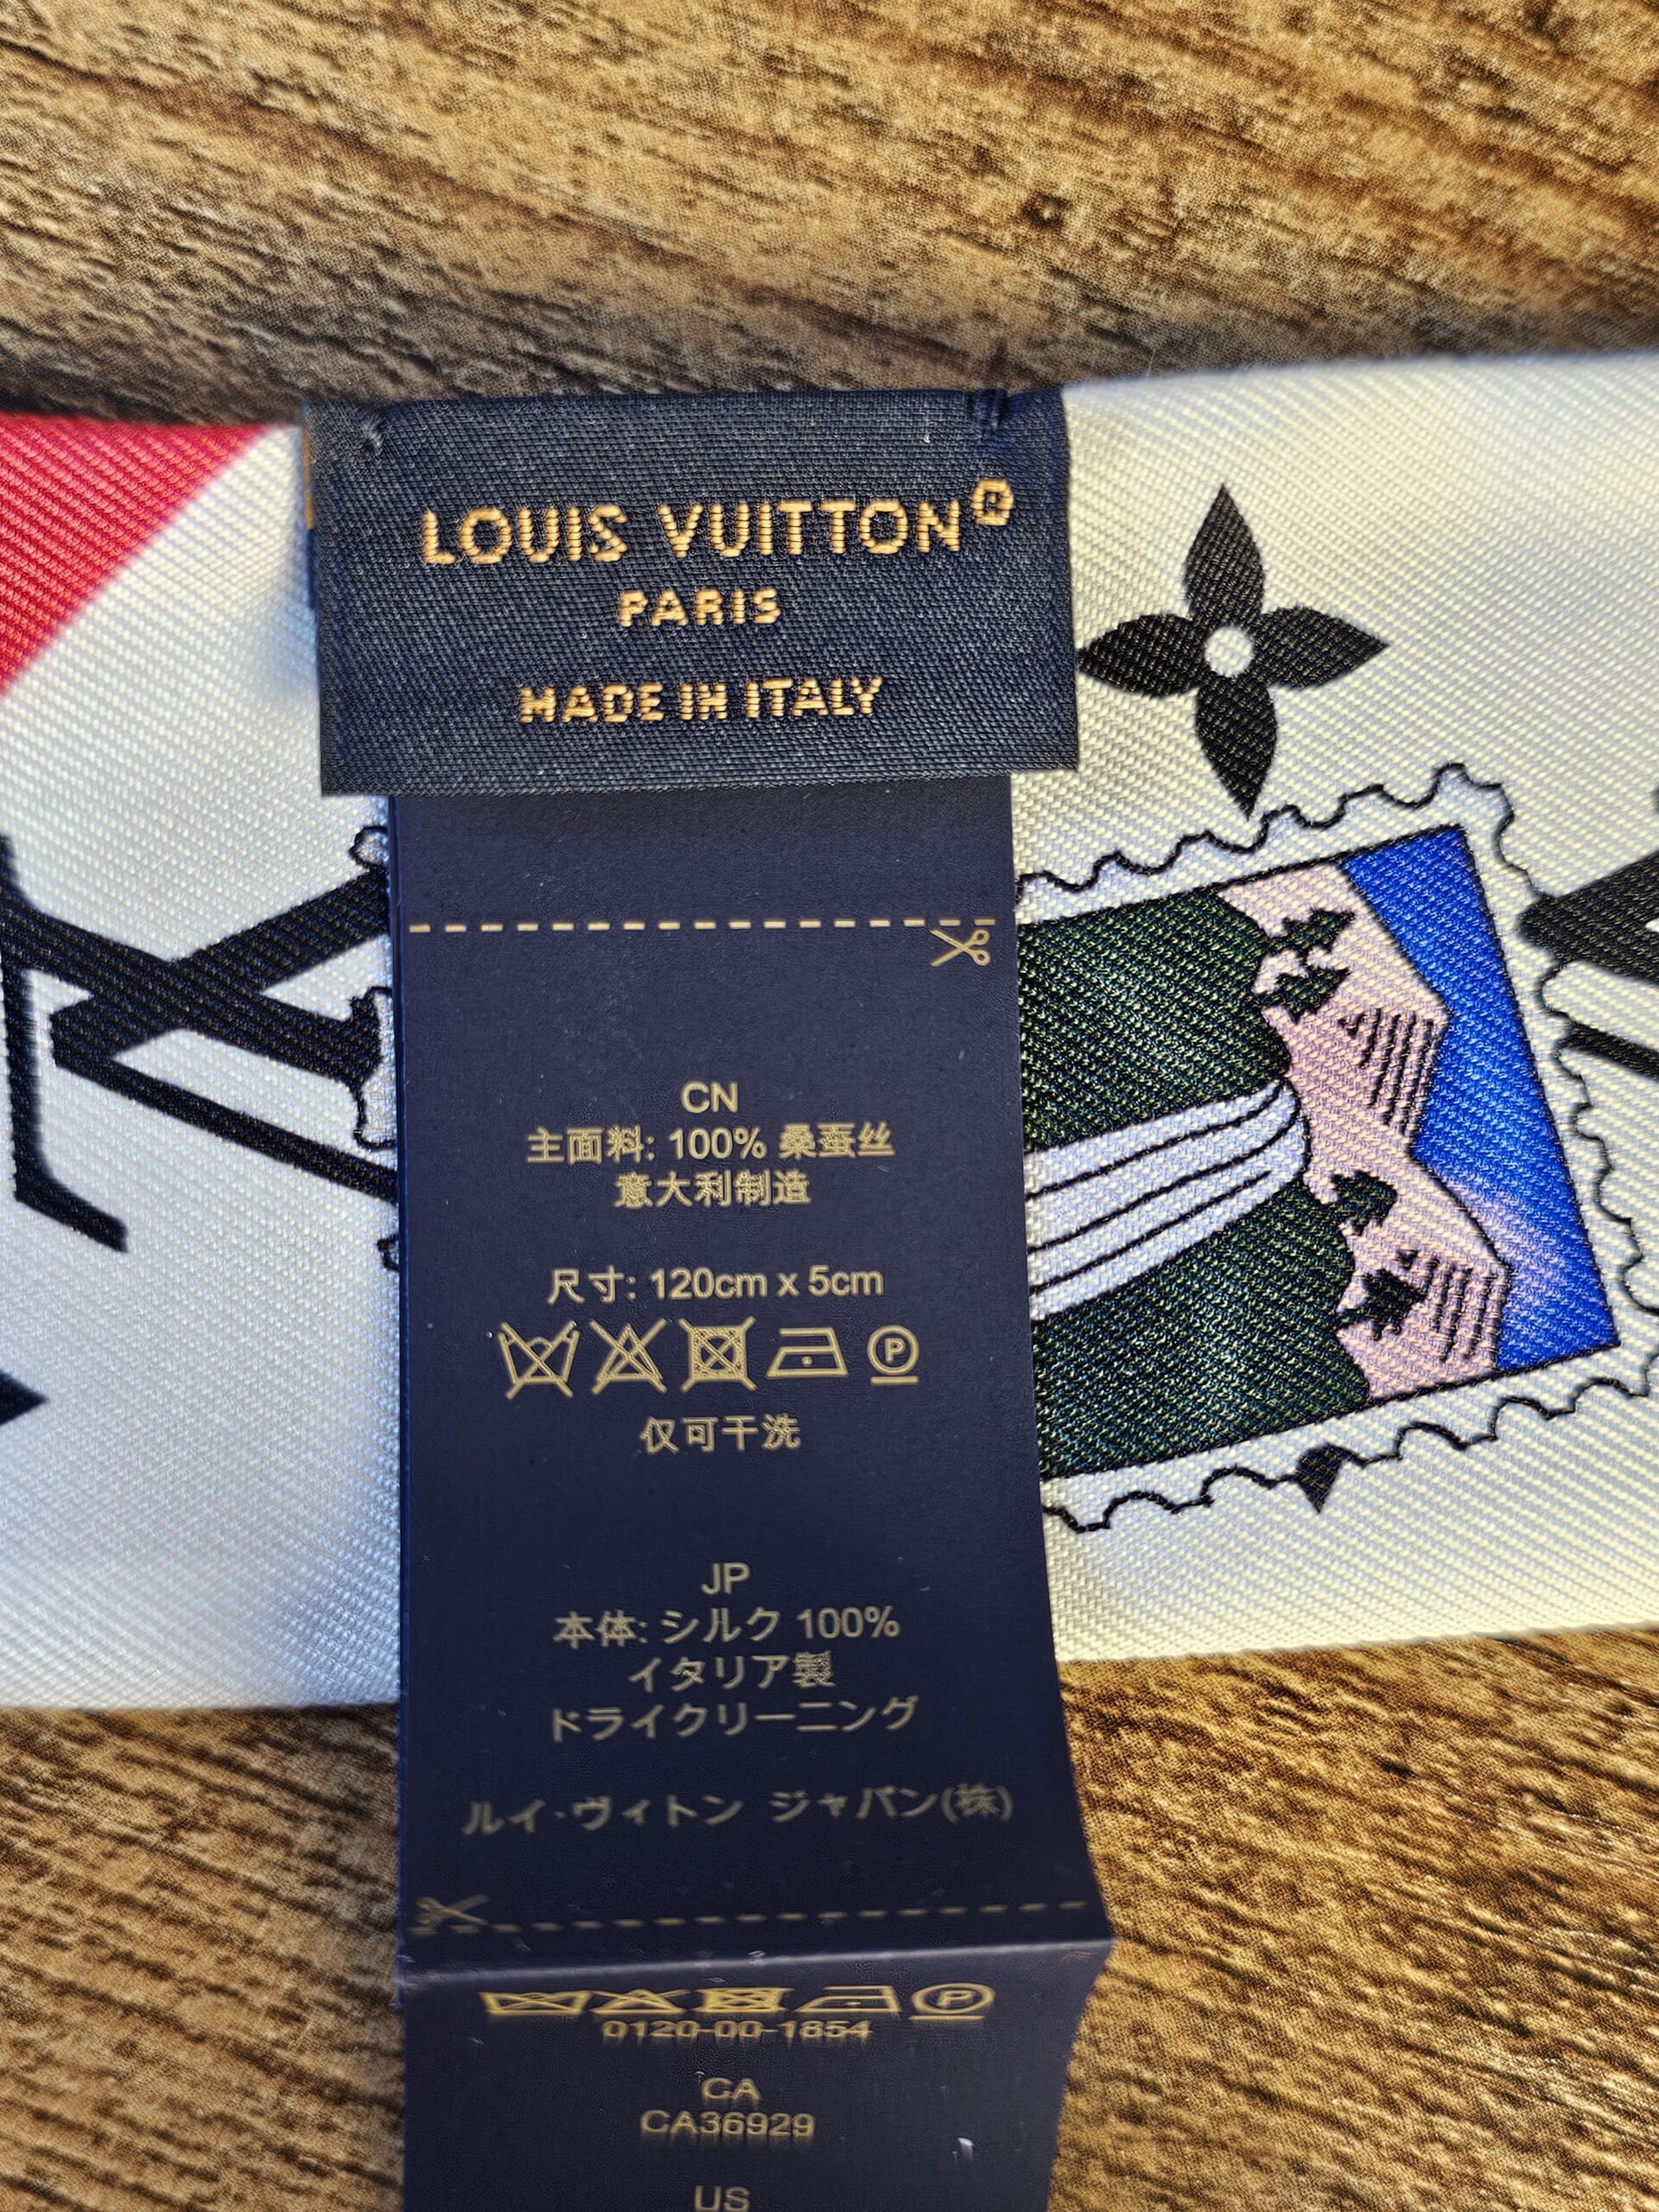 LOUIS VUITTON®
PARIS
MADE IN ITALY
CN
主面料: 100% 桑蚕丝
意大利制造
尺寸: 120cm x 5cm
P
仅可干洗
JP
本体: シルク 100%
イタリア製
ドライクリーニング
ルイ・ヴィトン ジャパン(株)
P
0120-00-1854
CA
CA36929
US